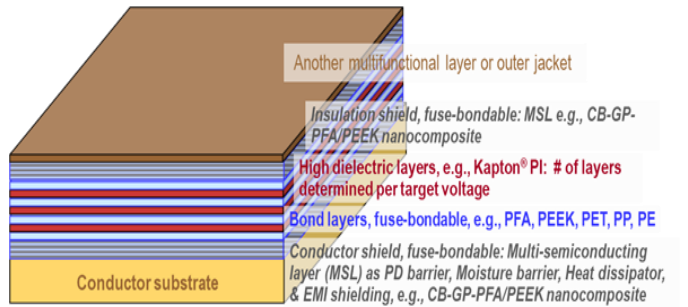 Another multifunctional layer or outer jacket
Insulation shield, fuse-bondable: MSL e.g., CB-GP-
PFA/PEEK nanocomposite
High dielectric layers, e.g., Kapton® PI: # of layers
determined per target voltage
Bond layers, fuse-bondable, e.g., PFA, PEEK, PET, PP, PE
Conductor shield, fuse-bondable: Multi-semiconducting
layer (MSL) as PD barrier, Moisture barrier, Heat dissipator,
& EMI shielding, e.g., CB-GP-PFA/PEEK nanocomposite
Conductor substrate